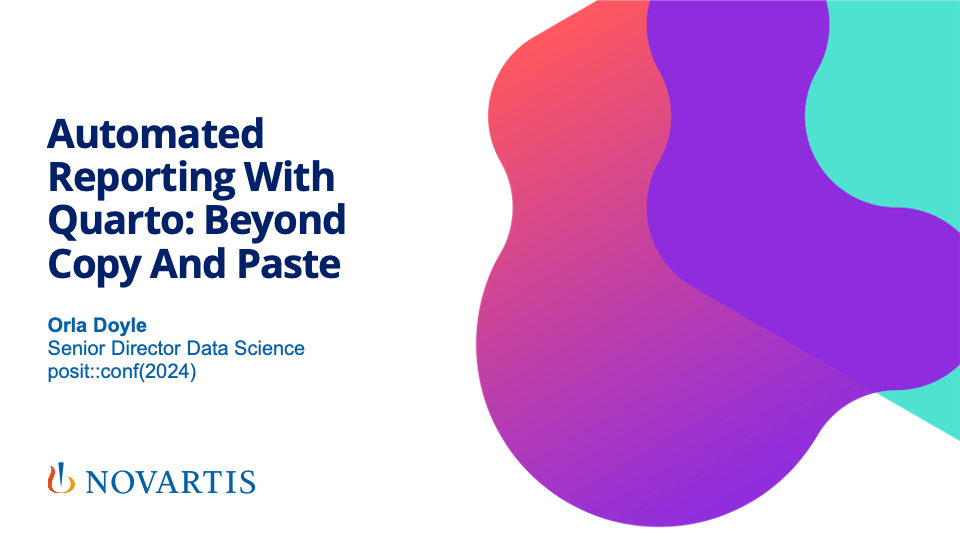 Automated
Reporting With
Quarto: Beyond
Copy And Paste
Orla Doyle
Senior Director Data Science
posit::conf(2024)
NOVARTIS